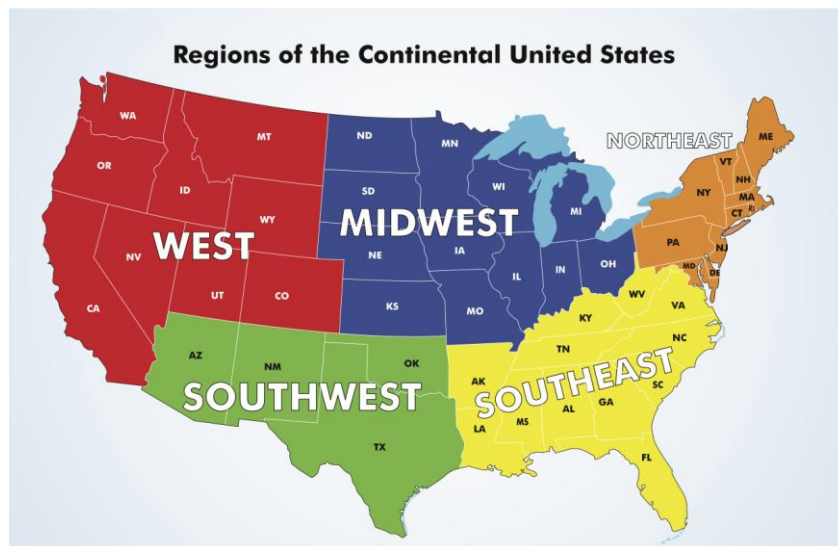 Regions of the Continental United States
WA
MT
ND
MN
ME
NORTHEAST
VT
OR
ID
SD
WI
MI
NY
NH
MA
CT
RI
WY
MIDWEST
WEST
NV
NE
IA
PA
NJ
IL
IN
OH
MD
DE
CA
UT
CO
KS
MO
WV
VA
KY
AZ
NM
OK
TN
NC
AK
SOUTHEAST
SOUTHWEST
SC
LA
MS
AL
GA
TX
FL